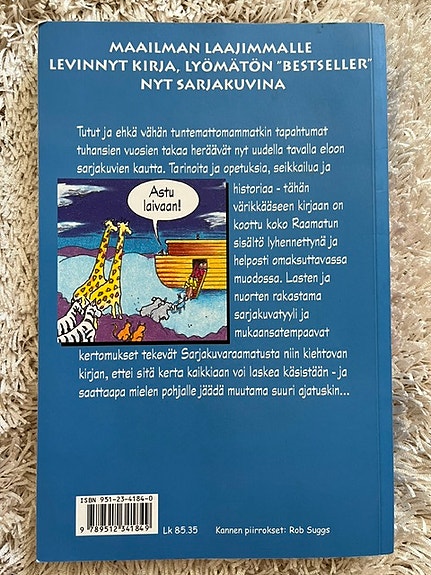 MAAILMAN LAAJIMMALLE
LEVINNYT KIRJA, LYÖMÄTÖN "BESTSELLER"
NYT SARJAKUVINA
Tutut ja ehkä vähän tuntemattomammatkin tapahtumat
tuhansien vuosien takaa heräävät nyt uudella tavalla eloon
sarjakuvien kautta. Tarinoita ja opetuksia, seikkailua ja
historiaa - tähän
värikkääseen kirjaan on
koottu koko Raamatun
sisältö lyhennettynä ja
helposti omaksuttavassa
muodossa. Lasten ja
nuorten rakastama
sarjakuvatyyli ja
mukaansatempaavat
kertomukset tekevät Sarjakuvaraamatusta niin kiehtovan
kirjan, ettei sitä kerta kaikkiaan voi laskea käsistään - ja
saattaapa mielen pohjalle jäädä muutama suuri ajatuskin...
Astu
laivaan!
ISBN 951-23-4184-0
9 789512 341849
Lk 85.35
Kannen piirrokset: Rob Suggs